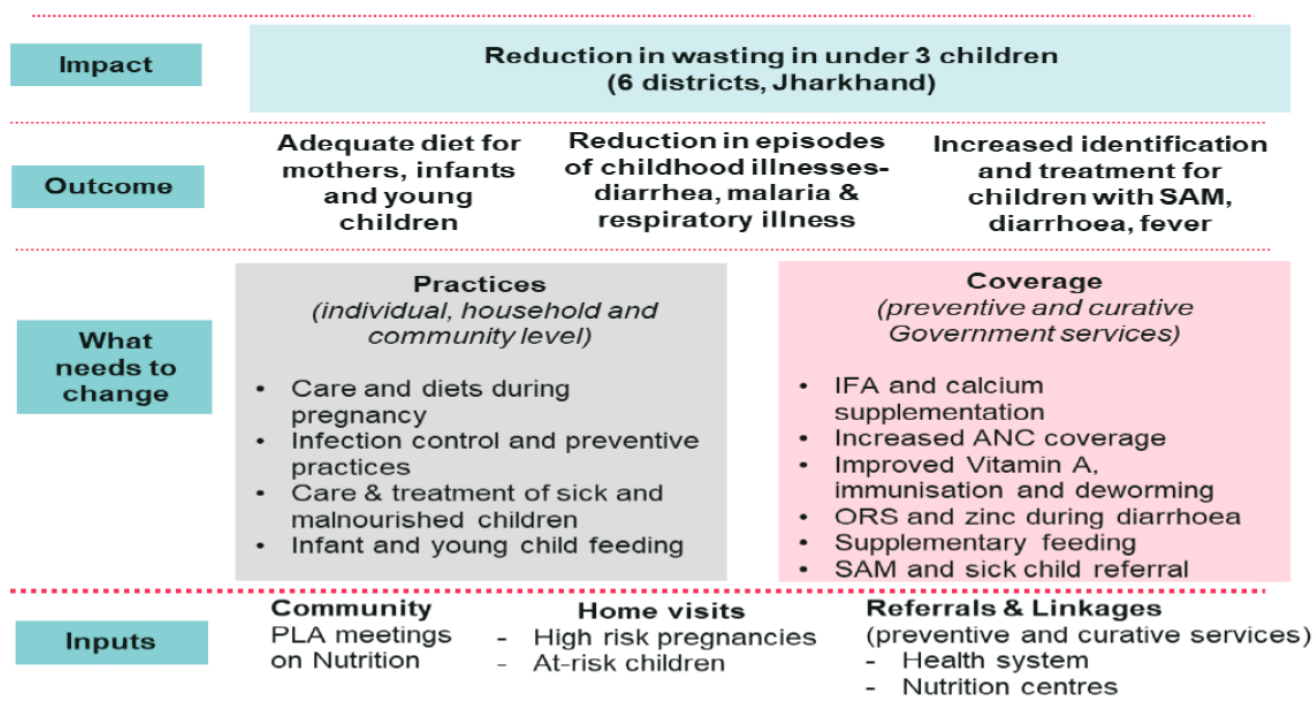 Impact
Reduction in wasting in under 3 children
(6 districts, Jharkhand)
Outcome
Adequate diet for
mothers, infants
and young
children
Reduction in episodes
of childhood illnesses-
diarrhea, malaria &
respiratory illness
Increased identification
and treatment for
children with SAM,
diarrhoea, fever
What
needs to
change
Practices
(individual, household and
community level)
• Care and diets during
pregnancy
• Infection control and preventive
practices
• Care & treatment of sick and
malnourished children
• Infant and young child feeding
Coverage
(preventive and curative
Government services)
• IFA and calcium
supplementation
• Increased ANC coverage
• Improved Vitamin A,
immunisation and deworming
• ORS and zinc during diarrhoea
• Supplementary feeding
• SAM and sick child referral
Inputs
Community
PLA meetings
on Nutrition
Home visits
- High risk pregnancies
- At-risk children
Referrals & Linkages
(preventive and curative services)
- Health system
- Nutrition centres